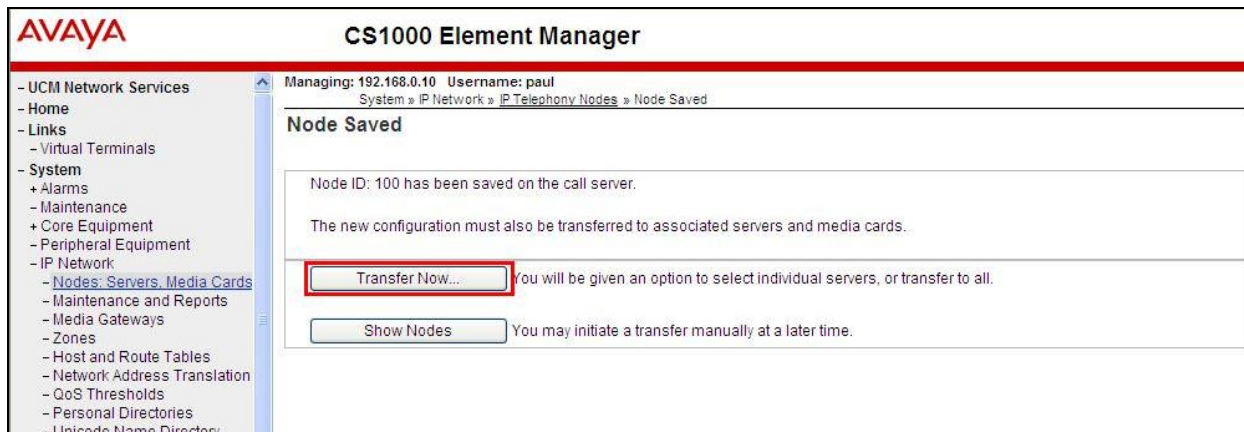 AVAYA
CS1000 Element Manager
- UCM Network Services
- Home
- Links
- Virtual Terminals
- System
+ Alarms
- Maintenance
+ Core Equipment
- Peripheral Equipment
- IP Network
- Nodes: Servers, Media Cards
- Maintenance and Reports
- Media Gateways
- Zones
- Host and Route Tables
- Network Address Translation
- QoS Thresholds
- Personal Directories
- Unicode Name Directory
Managing: 192.168.0.10 Username: paul
System » IP Network » IP Telephony Nodes » Node Saved
Node Saved
Node ID: 100 has been saved on the call server.
The new configuration must also be transferred to associated servers and media cards.
Transfer Now... You will be given an option to select individual servers, or transfer to all.
Show Nodes You may initiate a transfer manually at a later time.